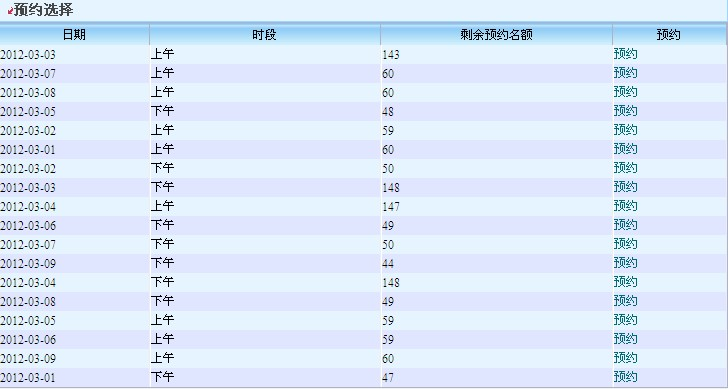 预约选择
日期 时段 剩余预约名额 预约
2012-03-03 上午 143 预约
2012-03-07 上午 60 预约
2012-03-08 上午 60 预约
2012-03-05 下午 48 预约
2012-03-02 上午 59 预约
2012-03-01 上午 60 预约
2012-03-02 下午 50 预约
2012-03-03 下午 148 预约
2012-03-04 上午 147 预约
2012-03-06 下午 49 预约
2012-03-07 下午 50 预约
2012-03-09 下午 44 预约
2012-03-04 下午 148 预约
2012-03-08 下午 49 预约
2012-03-05 上午 59 预约
2012-03-06 上午 59 预约
2012-03-09 上午 60 预约
2012-03-01 下午 47 预约